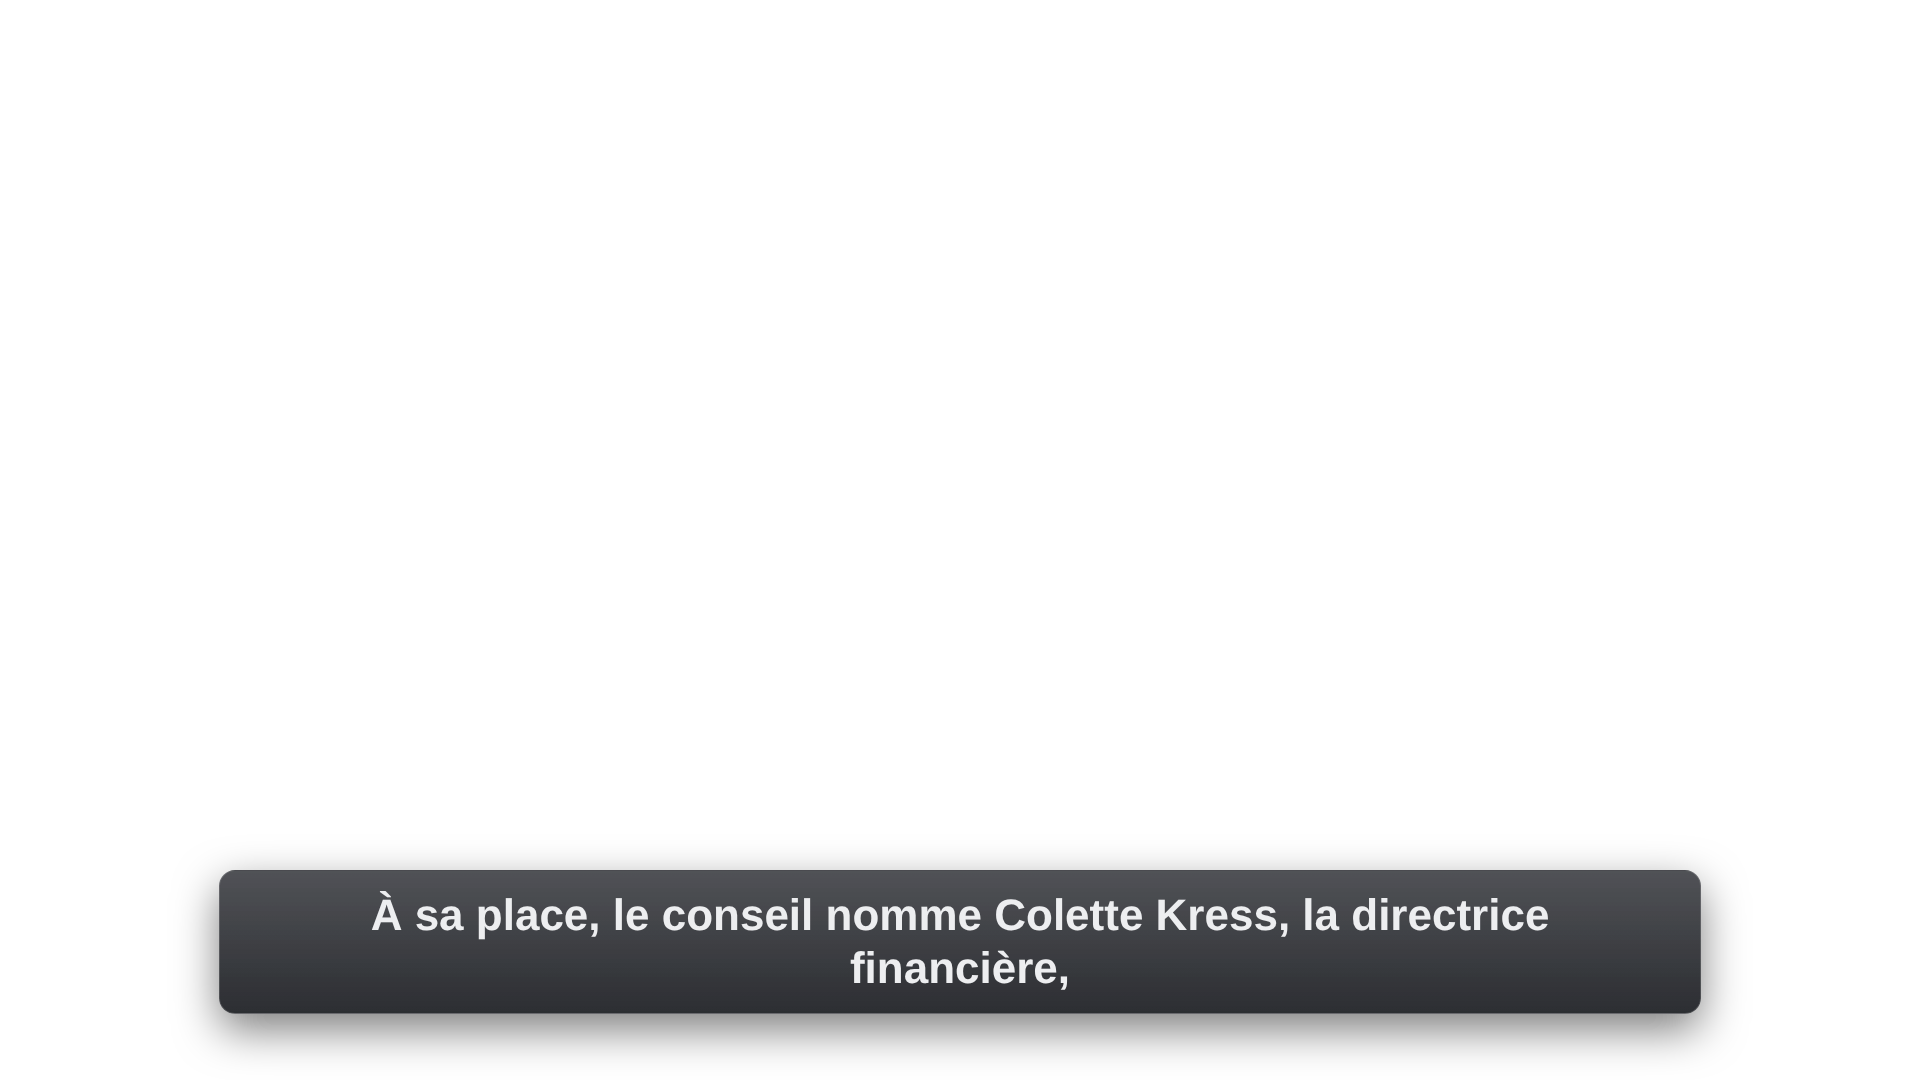 À sa place, le conseil nomme Colette Kress, la directrice
financière,